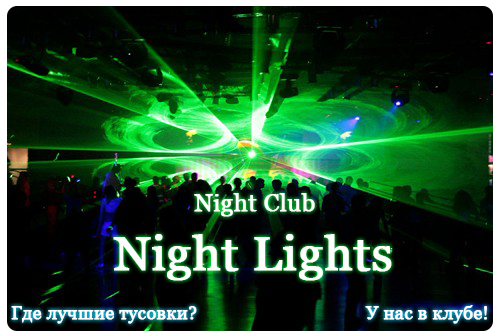 Night Club
Night Lights
Где лучшие тусовки? У нас в клубе!